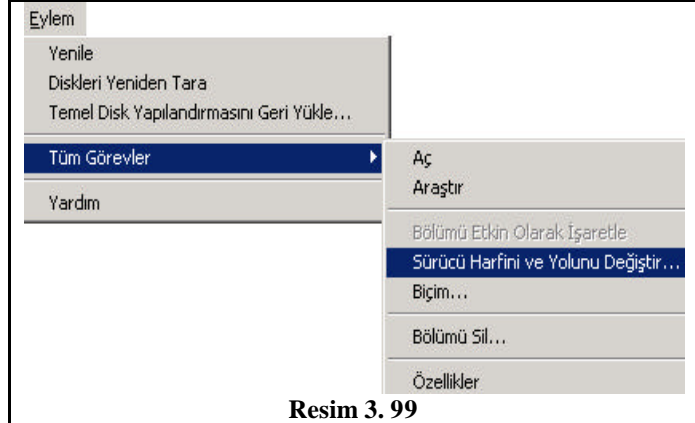 Eylem
Yenile
Diskleri Yeniden Tara
Temel Disk Yapılandırmasını Geri Yükle...
Tüm Görevler
Yardım
Aç
Araştır
Bölümü Etkin Olarak İşaretle
Sürücü Harfini ve Yolunu Değiştir...
Biçim...
Bölümü Sil...
Özellikler
Resim 3. 99